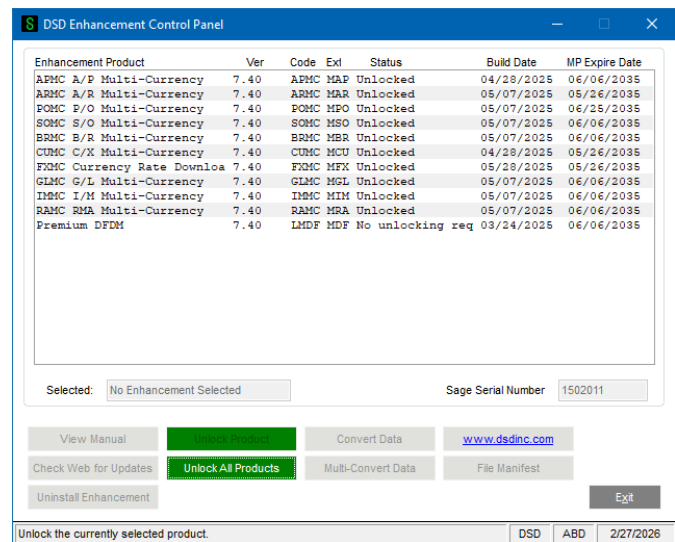 S DSD Enhancement Control Panel
Enhancement Product Ver Code Ext Status Build Date MP Expire Date
APMC A/P Multi-Currency 7.40 APMC MAP Unlocked 04/28/2025 06/06/2035
ARMC A/R Multi-Currency 7.40 ARMC MAR Unlocked 05/07/2025 05/26/2035
POMC P/O Multi-Currency 7.40 POMC MPO Unlocked 05/07/2025 06/25/2035
SOMC S/O Multi-Currency 7.40 SOMC MSO Unlocked 05/07/2025 06/06/2035
BRMC B/R Multi-Currency 7.40 BRMC MBR Unlocked 05/07/2025 06/06/2035
CUMC C/X Multi-Currency 7.40 CUMC MCU Unlocked 04/28/2025 05/26/2035
FXMC Currency Rate Downloa 7.40 FXMC MFX Unlocked 05/28/2025 05/26/2035
GLMC G/L Multi-Currency 7.40 GLMC MGL Unlocked 05/07/2025 06/06/2035
IMMC I/M Multi-Currency 7.40 IMMC MIM Unlocked 05/07/2025 06/06/2035
RAMC RMA Multi-Currency 7.40 RAMC MRA Unlocked 05/07/2025 06/06/2035
Premium DFDM 7.40 LMDF MDF No unlocking req 03/24/2025 06/06/2035
Selected: No Enhancement Selected Sage Serial Number 1502011
View Manual Unlock Product Convert Data www.dsdinc.com
Check Web for Updates Unlock All Products Multi-Convert Data File Manifest
Uninstall Enhancement Exit
Unlock the currently selected product. DSD ABD 2/27/2026